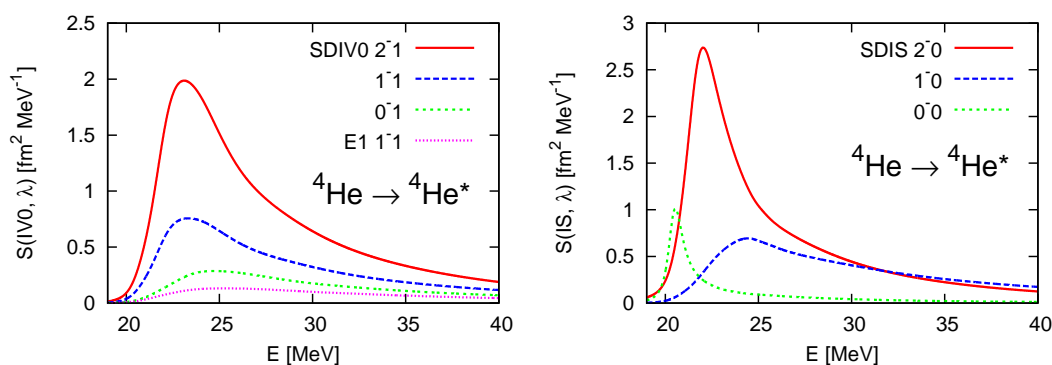 S(IV0, λ) [fm² MeV⁻¹]
2.5
2
1.5
1
0.5
0
SDIV0 2⁻1
1⁻1
0⁻1
E1 1⁻1
⁴He → ⁴He*
20 25 30 35 40
E [MeV]
S(IS, λ) [fm² MeV⁻¹]
3
2.5
2
1.5
1
0.5
0
SDIS 2⁻0
1⁻0
0⁻0
⁴He → ⁴He*
20 25 30 35 40
E [MeV]